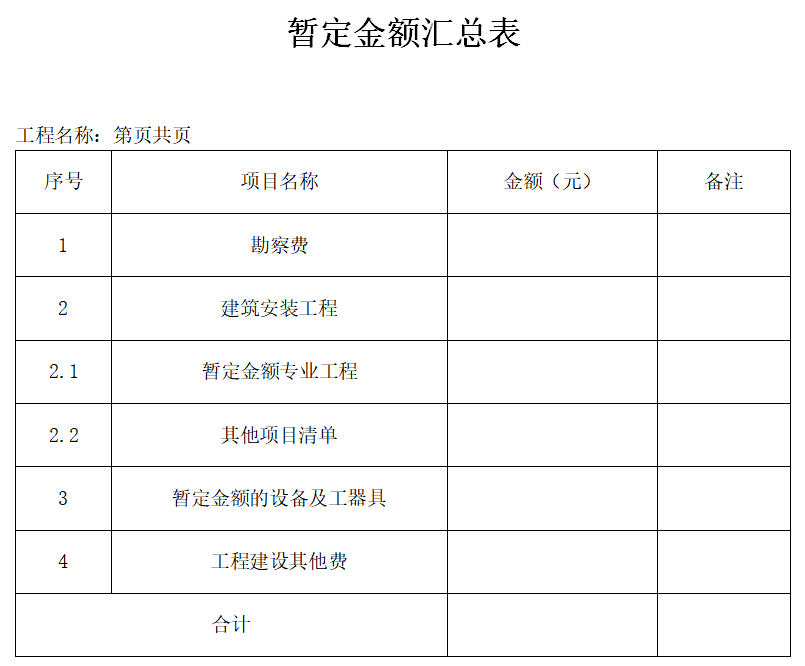 暂定金额汇总表
工程名称：第页共页
序号 项目名称 金额（元） 备注
1 勘察费
2 建筑安装工程
2.1 暂定金额专业工程
2.2 其他项目清单
3 暂定金额的设备及工器具
4 工程建设其他费
合计